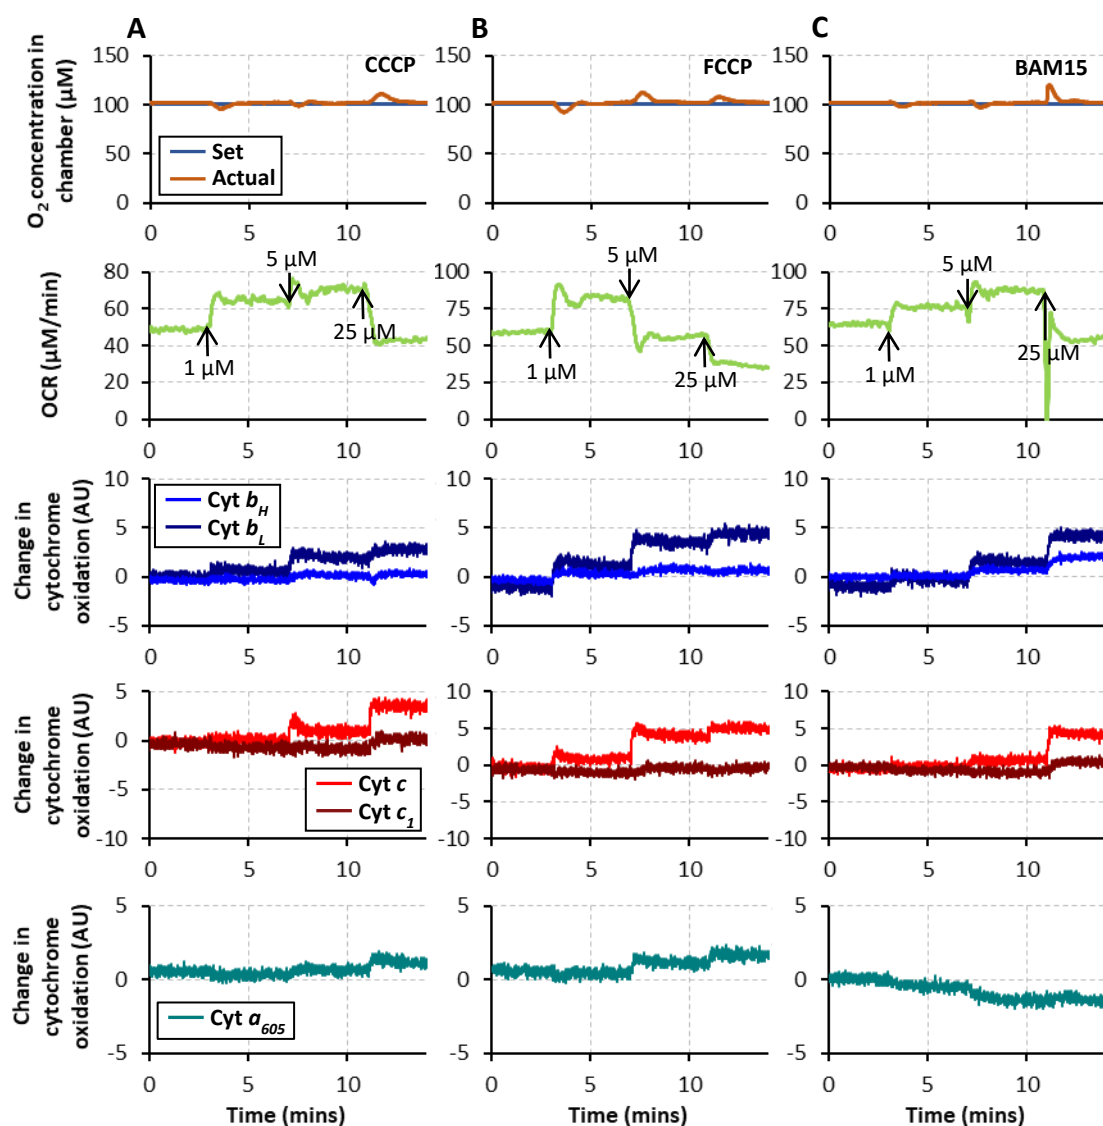 A
B
C
O2 concentration in
chamber (µM)
150
100
50
0
0
5
10
CCCP
Set
Actual
150
100
50
0
0
5
10
FCCP
150
100
50
0
0
5
10
BAM15
OCR (µM/min)
80
60
40
20
0
0
5
10
1 µM
5 µM
25 µM
100
75
50
25
0
0
5
10
1 µM
5 µM
25 µM
100
75
50
25
0
0
5
10
1 µM
5 µM
25 µM
Change in
cytochrome
oxidation (AU)
10
5
0
-5
0
5
10
Cyt bH
Cyt bL
10
5
0
-5
0
5
10
10
5
0
-5
0
5
10
Change in
cytochrome
oxidation (AU)
5
0
-5
-10
0
5
10
Cyt c
Cyt c1
10
5
0
-5
-10
0
5
10
10
5
0
-5
-10
0
5
10
Change in
cytochrome
oxidation (AU)
5
0
-5
0
5
10
Cyt a605
Time (mins)
5
0
-5
0
5
10
Time (mins)
5
0
-5
0
5
10
Time (mins)